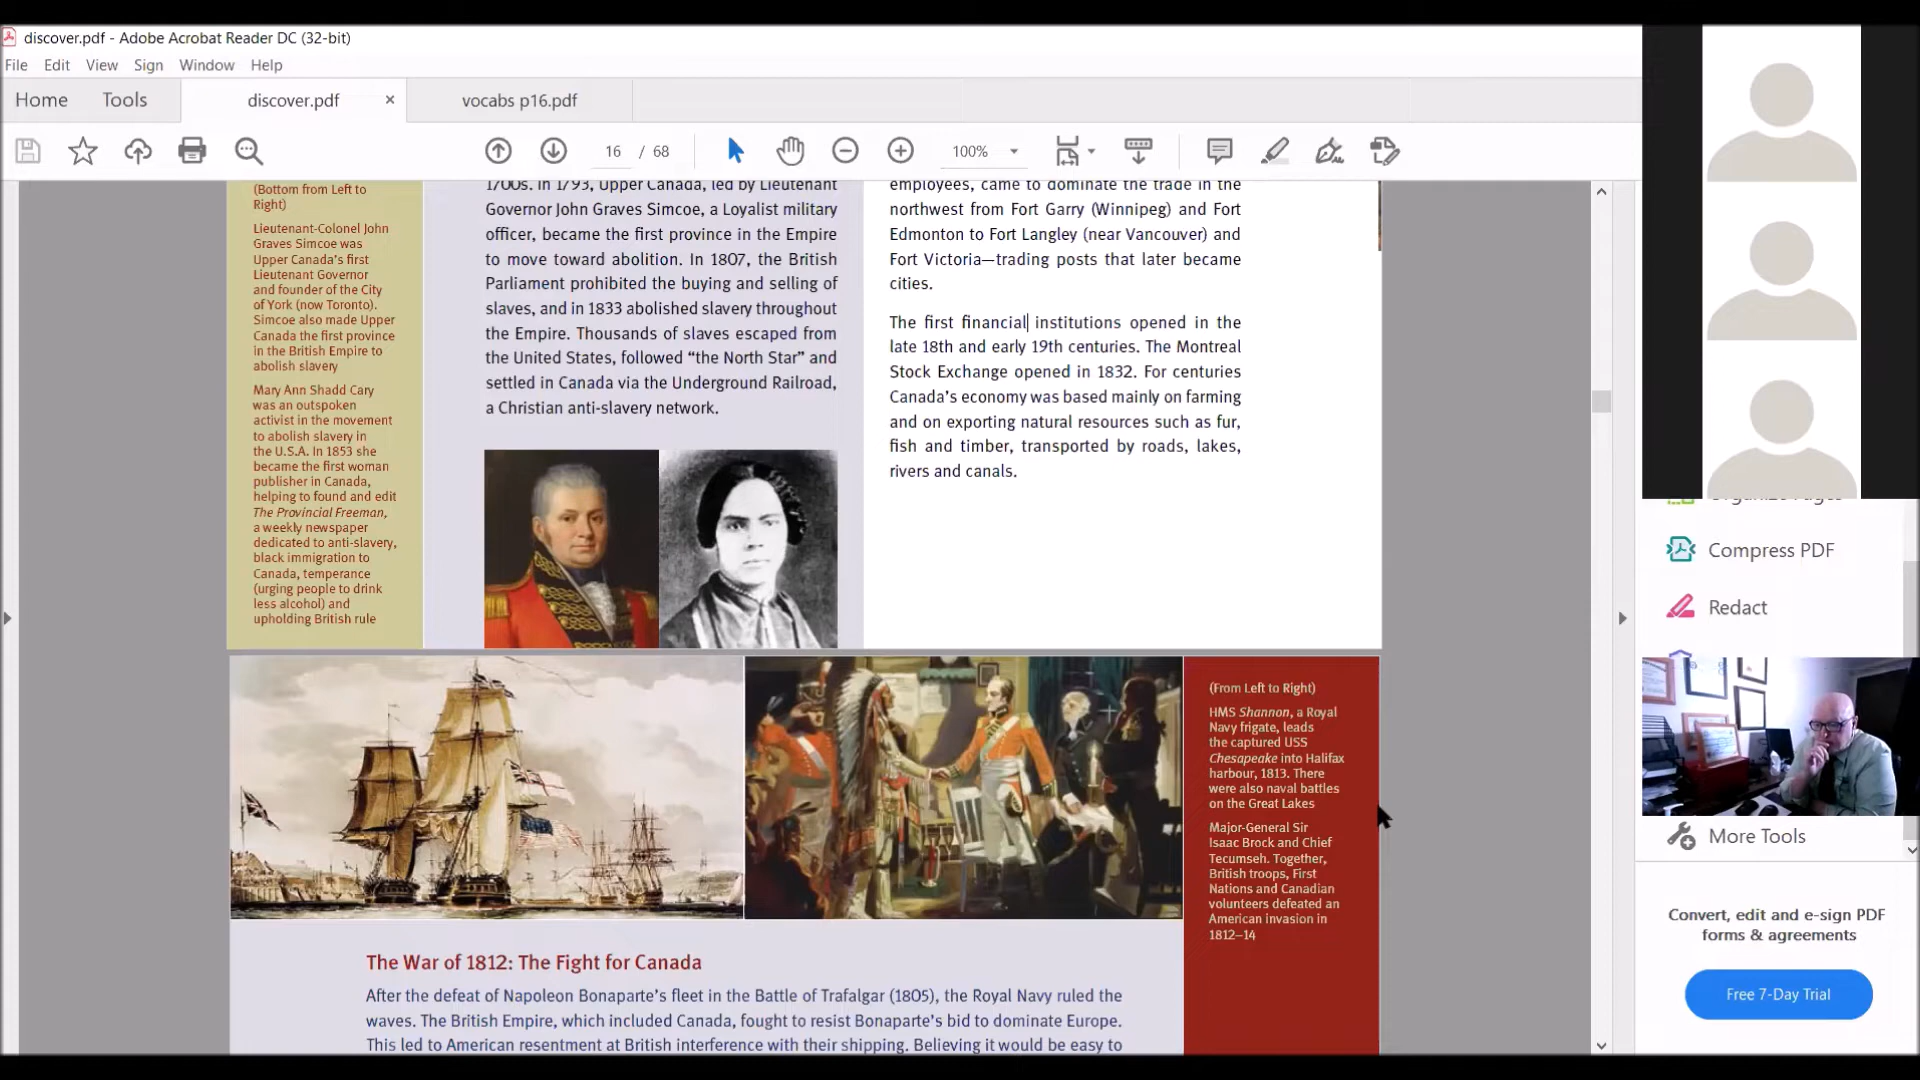 discover.pdf - Adobe Acrobat Reader DC (32-bit)
File Edit View Sign Window Help
Home Tools discover.pdf × vocabs p16.pdf
16 / 68 100%
(Bottom from Left to
Right)
Lieutenant-Colonel John
Graves Simcoe was
Upper Canada's first
Lieutenant Governor
and founder of the City
of York (now Toronto).
Simcoe also made Upper
Canada the first province
in the British Empire to
abolish slavery
Mary Ann Shadd Cary
was an outspoken
activist in the movement
to abolish slavery in
the U.S.A. In 1853 she
became the first woman
publisher in Canada,
helping to found and edit
The Provincial Freeman,
a weekly newspaper
dedicated to anti-slavery,
black immigration to
Canada, temperance
(urging people to drink
less alcohol) and
upholding British rule
1700s. In 1793, Upper Canada, led by Lieutenant
Governor John Graves Simcoe, a Loyalist military
officer, became the first province in the Empire
to move toward abolition. In 1807, the British
Parliament prohibited the buying and selling of
slaves, and in 1833 abolished slavery throughout
the Empire. Thousands of slaves escaped from
the United States, followed “the North Star” and
settled in Canada via the Underground Railroad,
a Christian anti-slavery network.
employees, came to dominate the trade in the
northwest from Fort Garry (Winnipeg) and Fort
Edmonton to Fort Langley (near Vancouver) and
Fort Victoria—trading posts that later became
cities.
The first financial institutions opened in the
late 18th and early 19th centuries. The Montreal
Stock Exchange opened in 1832. For centuries
Canada's economy was based mainly on farming
and on exporting natural resources such as fur,
fish and timber, transported by roads, lakes,
rivers and canals.
(From Left to Right)
HMS Shannon, a Royal
Navy frigate, leads
the captured USS
Chesapeake into Halifax
harbour, 1813. There
were also naval battles
on the Great Lakes
Major-General Sir
Isaac Brock and Chief
Tecumseh. Together,
British troops, First
Nations and Canadian
volunteers defeated an
American invasion in
1812–14
The War of 1812: The Fight for Canada
After the defeat of Napoleon Bonaparte's fleet in the Battle of Trafalgar (1805), the Royal Navy ruled the
waves. The British Empire, which included Canada, fought to resist Bonaparte's bid to dominate Europe.
This led to American resentment at British interference with their shipping. Believing it would be easy to
Organize Pages
Compress PDF
Redact
More Tools
Convert, edit and e-sign PDF
forms & agreements
Free 7-Day Trial